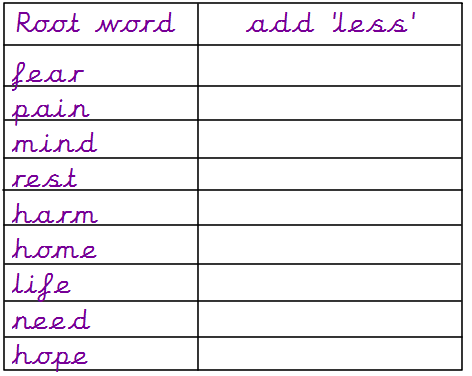 Root word add 'less'
fear
pain
mind
rest
harm
home
life
need
hope